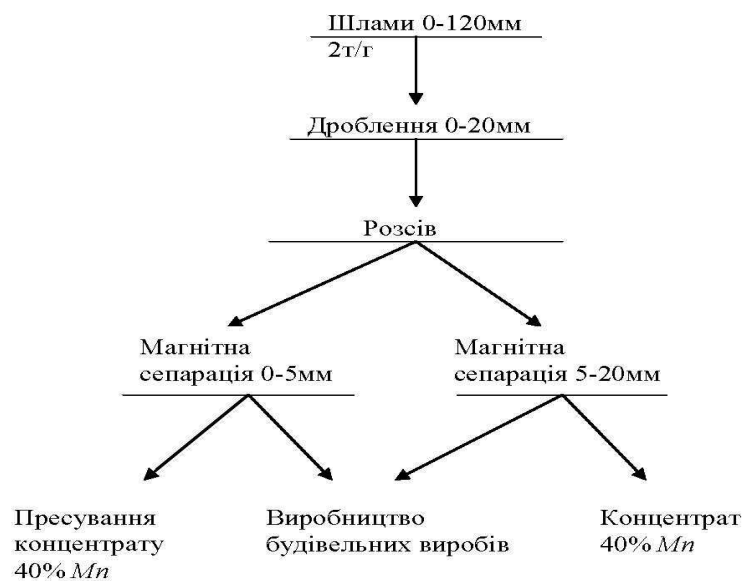 Шлами 0-120мм
2т/г
Дроблення 0-20мм
Розсів
Магнітна
сепарація 0-5мм
Магнітна
сепарація 5-20мм
Пресування
концентрату
40% Mn
Виробництво
будівельних виробів
Концентрат
40% Mn